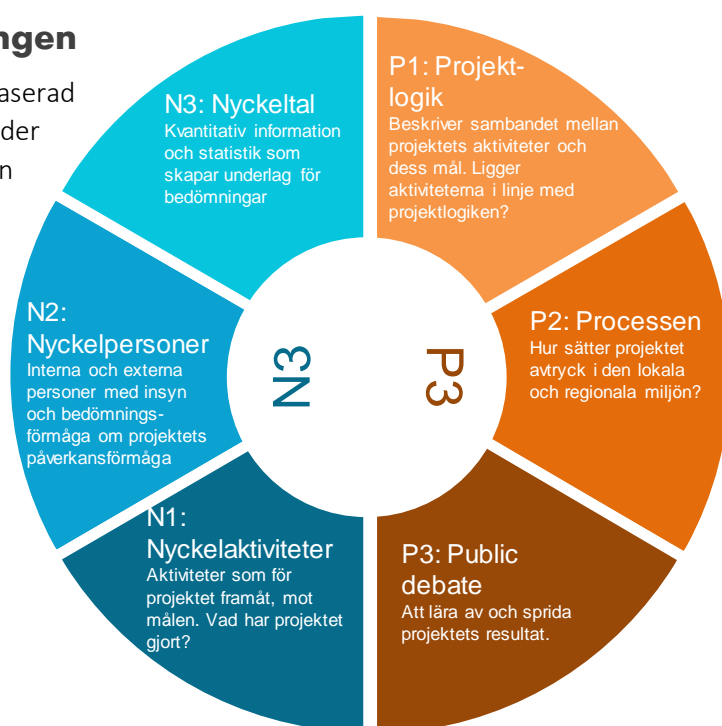 ngen
aserad
der
n
P1: Projekt-
logik
Beskriver sambandet mellan
projektets aktiviteter och
dess mål. Ligger
aktiviteterna i linje med
projektlogiken?
P2: Processen
Hur sätter projektet
avtryck i den lokala
och regionala miljön?
P3: Public
debate
Att lära av och sprida
projektets resultat.
N1:
Nyckelaktiviteter
Aktiviteter som för
projektet framåt, mot
målen. Vad har projektet
gjort?
N2:
Nyckelpersoner
Interna och externa
personer med insyn
och bedömnings-
förmåga om projektets
påverkansförmåga
N3: Nyckeltal
Kvantitativ information
och statistik som
skapar underlag för
bedömningar
N3
P3